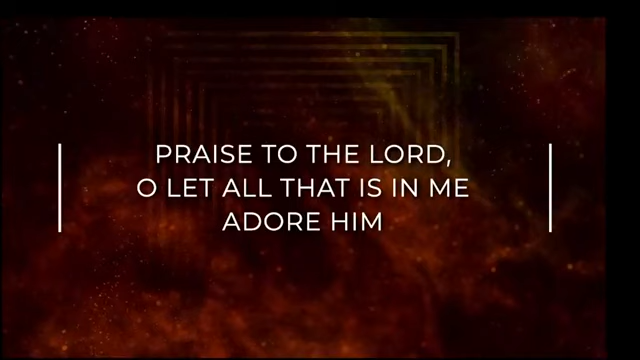 PRAISE TO THE LORD,
O LET ALL THAT IS IN ME
ADORE HIM